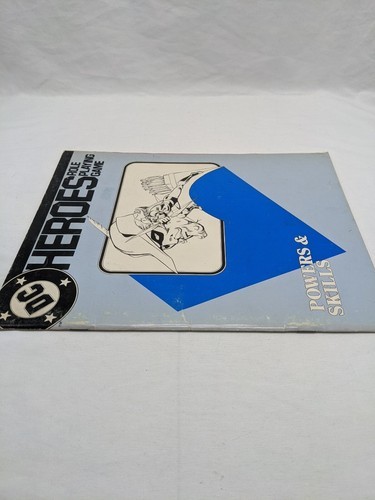 DC
HEROES
ROLE
PLAYING
GAME
POWERS &
SKILLS